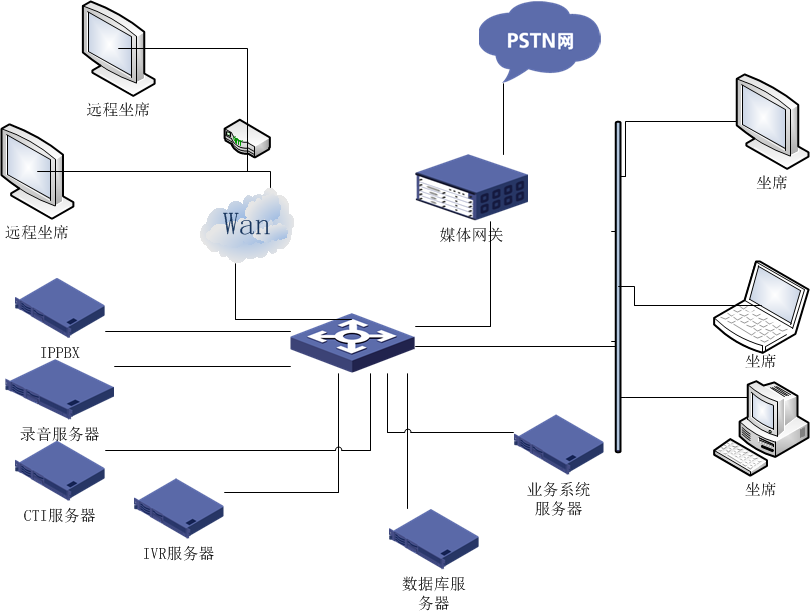 PSTN网
远程坐席
坐席
远程坐席
Wan
媒体网关
IPPBX
坐席
录音服务器
CTI服务器
业务系统
服务器
坐席
IVR服务器
数据库服
务器